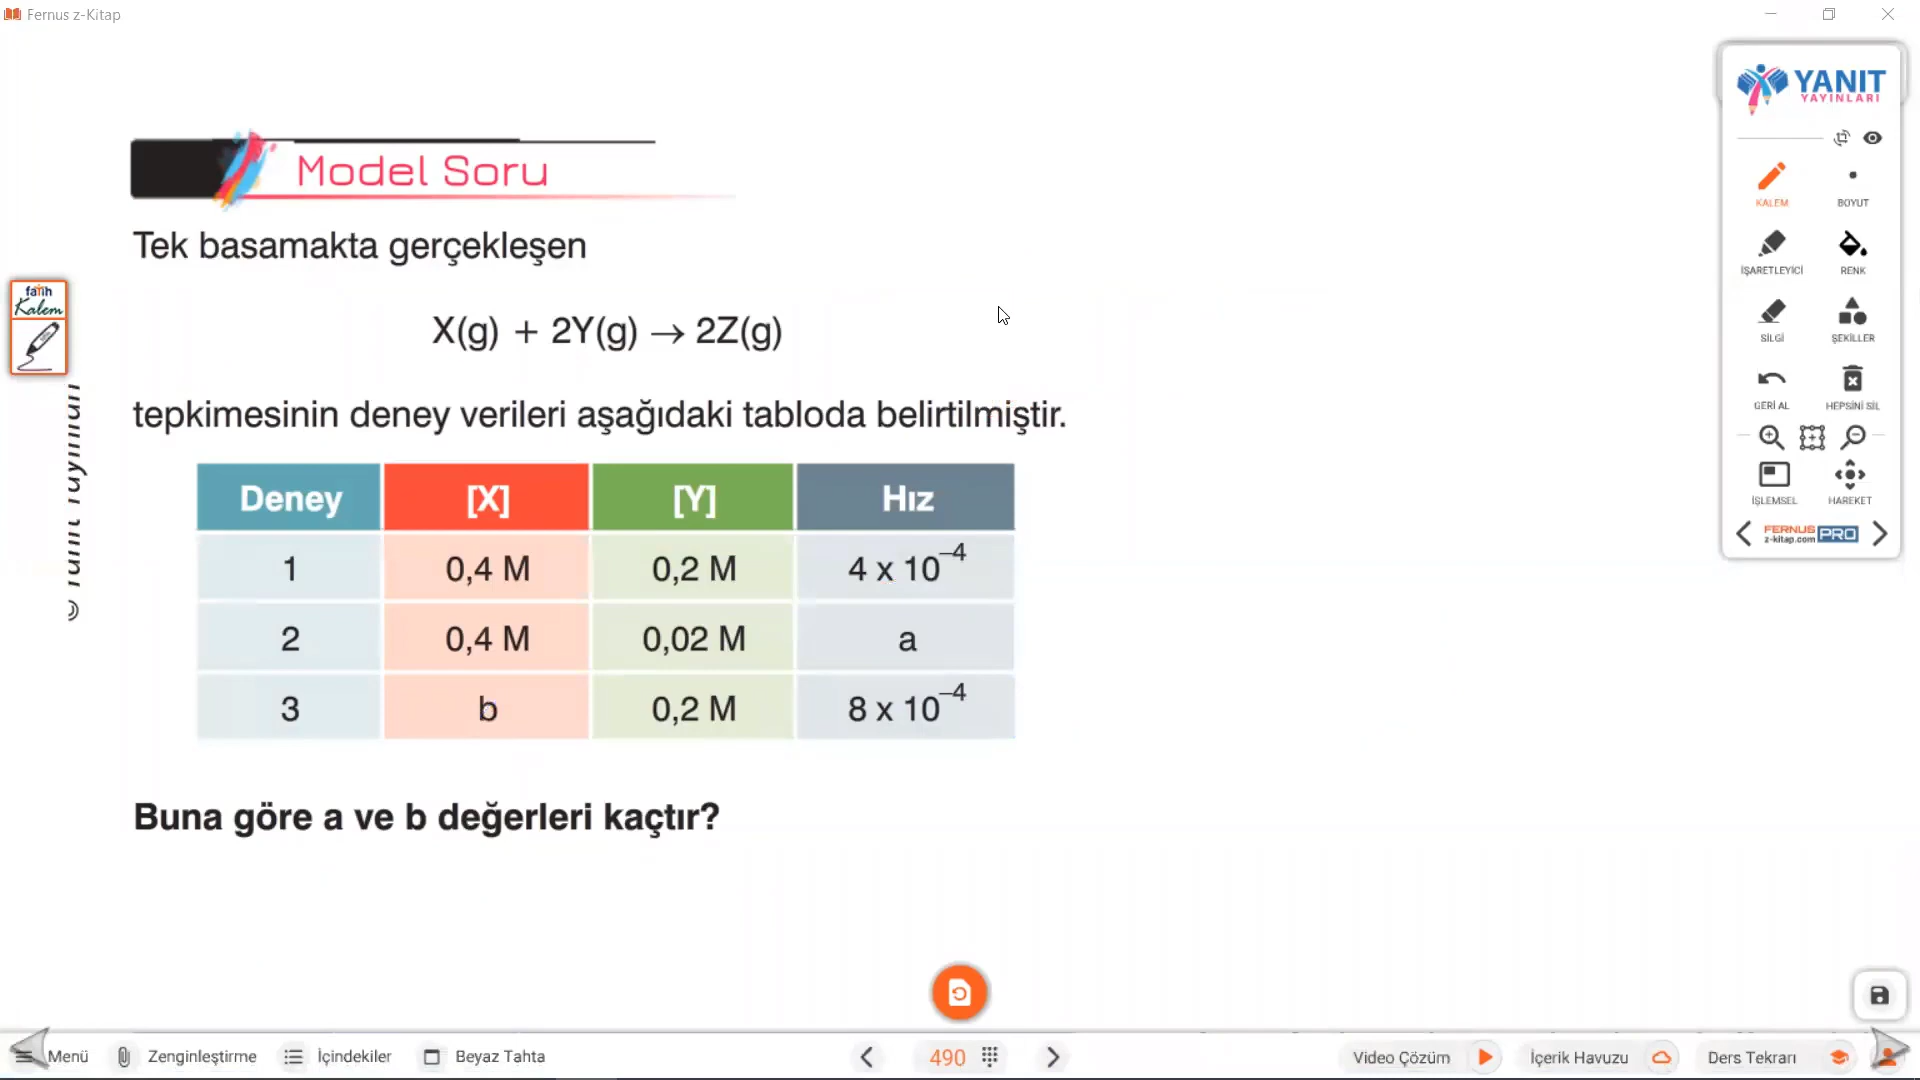 Fernus z-Kitap
YANIT
YAYINLARI
Model Soru
Tek basamakta gerçekleşen
X(g) + 2Y(g) → 2Z(g)
tepkimesinin deney verileri aşağıdaki tabloda belirtilmiştir.
Deney [X] [Y] Hız
1 0,4 M 0,2 M 4 x 10⁻⁴
2 0,4 M 0,02 M a
3 b 0,2 M 8 x 10⁻⁴
Buna göre a ve b değerleri kaçtır?
fatih
Kalem
KALEM BOYUT
İŞARETLEYİCİ RENK
SİLGİ ŞEKİLLER
GERİ AL HEPSİNİ SİL
İŞLEMSEL HAREKET
FERNUS PRO
z-kitap.com
Menü Zenginleştirme İçindekiler Beyaz Tahta 490 Video Çözüm İçerik Havuzu Ders Tekrarı